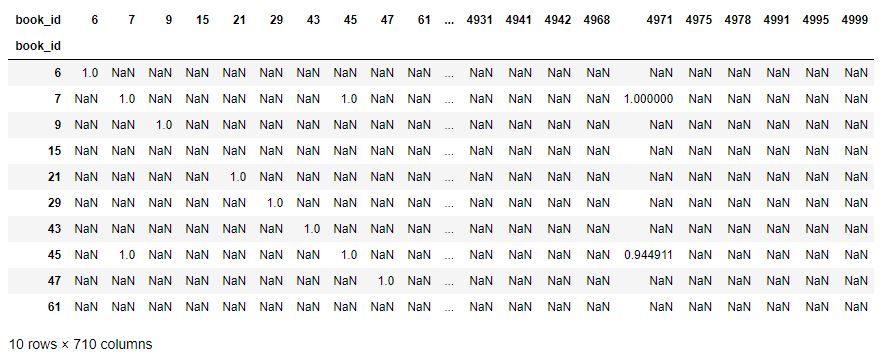 book_id 6 7 9 15 21 29 43 45 47 61 ... 4931 4941 4942 4968 4971 4975 4978 4991 4995 4999
book_id
6 1.0 NaN NaN NaN NaN NaN NaN NaN NaN NaN ... NaN NaN NaN NaN NaN NaN NaN NaN NaN NaN
7 NaN 1.0 NaN NaN NaN NaN NaN 1.0 NaN NaN ... NaN NaN NaN NaN 1.000000 NaN NaN NaN NaN NaN
9 NaN NaN 1.0 NaN NaN NaN NaN NaN NaN NaN ... NaN NaN NaN NaN NaN NaN NaN NaN NaN NaN
15 NaN NaN NaN NaN NaN NaN NaN NaN NaN NaN ... NaN NaN NaN NaN NaN NaN NaN NaN NaN NaN
21 NaN NaN NaN NaN 1.0 NaN NaN NaN NaN NaN ... NaN NaN NaN NaN NaN NaN NaN NaN NaN NaN
29 NaN NaN NaN NaN NaN 1.0 NaN NaN NaN NaN ... NaN NaN NaN NaN NaN NaN NaN NaN NaN NaN
43 NaN NaN NaN NaN NaN NaN 1.0 NaN NaN NaN ... NaN NaN NaN NaN NaN NaN NaN NaN NaN NaN
45 NaN 1.0 NaN NaN NaN NaN NaN 1.0 NaN NaN ... NaN NaN NaN NaN 0.944911 NaN NaN NaN NaN NaN
47 NaN NaN NaN NaN NaN NaN NaN NaN 1.0 NaN ... NaN NaN NaN NaN NaN NaN NaN NaN NaN NaN
61 NaN NaN NaN NaN NaN NaN NaN NaN NaN NaN ... NaN NaN NaN NaN NaN NaN NaN NaN NaN NaN
10 rows × 710 columns